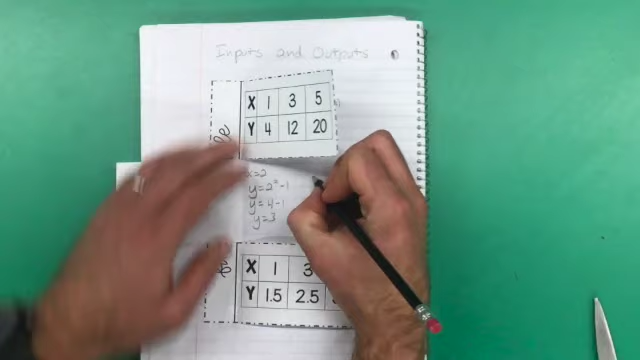 Inputs and Outputs
X 1 3 5
Y 4 12 20
x=2
y=2²-1
y=4-1
y=3
X 1 3
Y 1.5 2.5